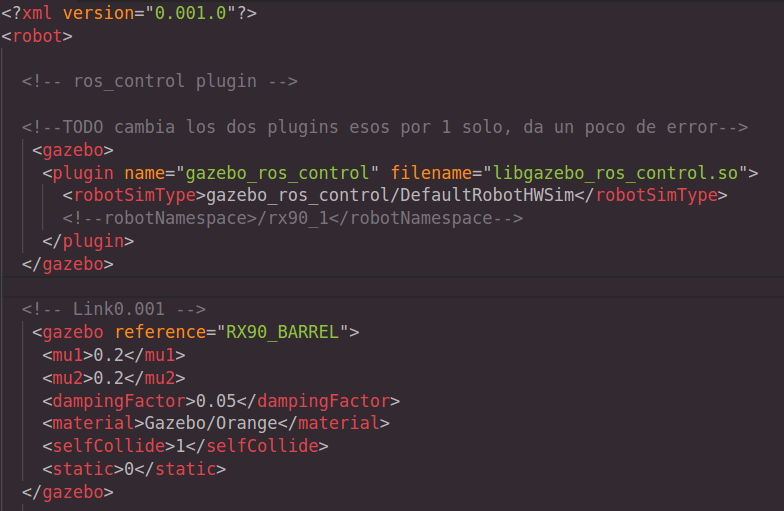 <?xml version="0.001.0"?>
<robot>
<!-- ros_control plugin -->
<!--TODO cambia los dos plugins esos por 1 solo, da un poco de error-->
<gazebo>
<plugin name="gazebo_ros_control" filename="libgazebo_ros_control.so">
<robotSimType>gazebo_ros_control/DefaultRobotHWSim</robotSimType>
<!--robotNamespace>/rx90_1</robotNamespace-->
</plugin>
</gazebo>
<!-- Link0.001 -->
<gazebo reference="RX90_BARREL">
<mu1>0.2</mu1>
<mu2>0.2</mu2>
<dampingFactor>0.05</dampingFactor>
<material>Gazebo/Orange</material>
<selfCollide>1</selfCollide>
<static>0</static>
</gazebo>